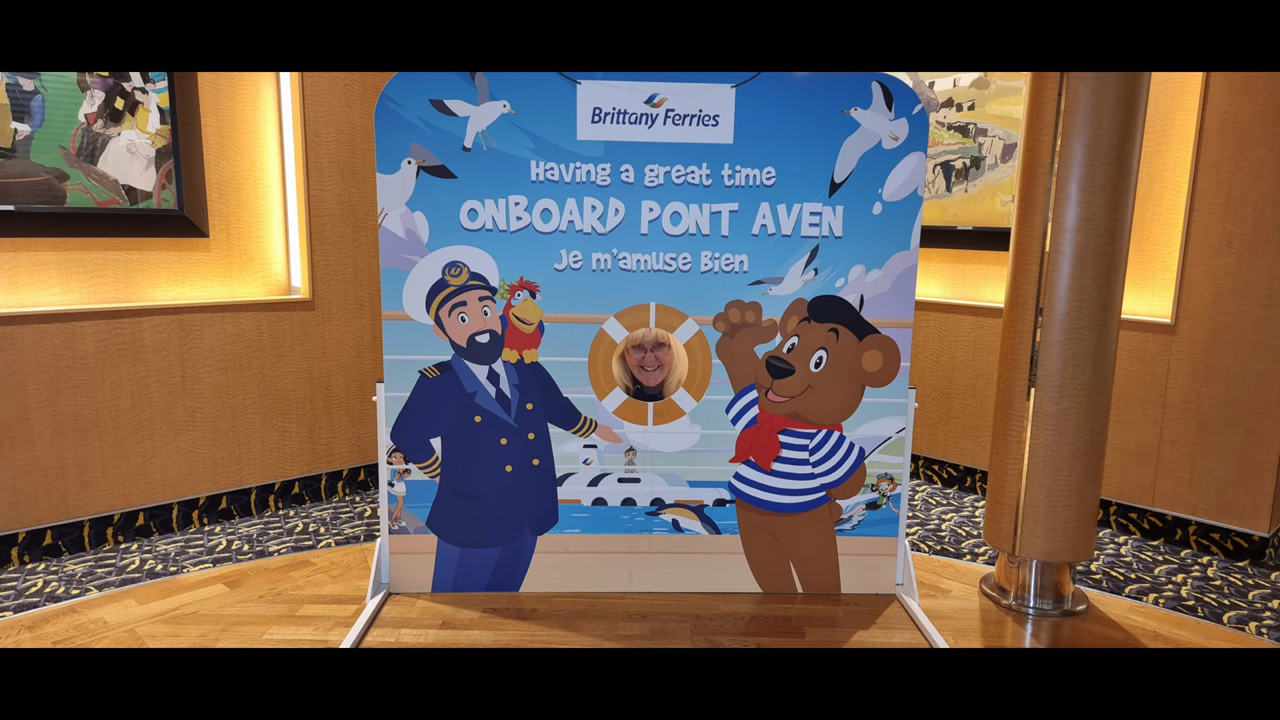 Brittany Ferries
Having a great time
ONBOARD PONT AVEN
Je m'amuse Bien